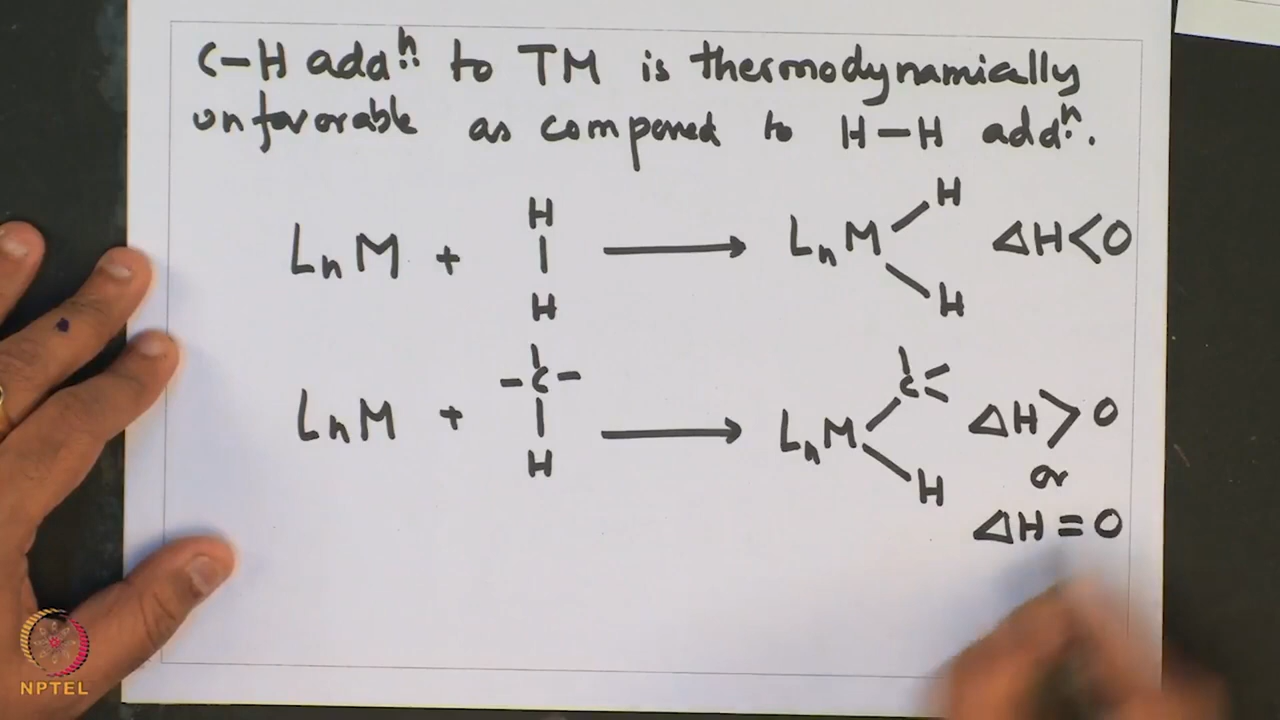 C-H addⁿ. to TM is thermodynamically
unfavorable as compared to H-H addⁿ.
LnM + H-H ⟶ LnM H H ΔH<0
LnM + -C- H ⟶ LnM C H ΔH>0
or
ΔH=0
NPTEL